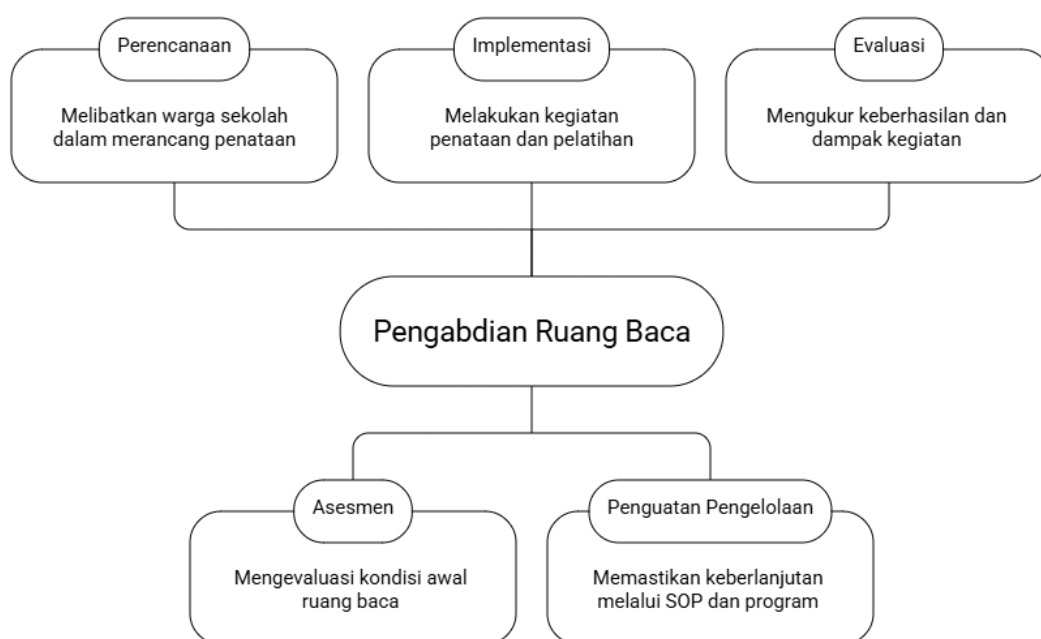 Perencanaan
Melibatkan warga sekolah
dalam merancang penataan
Implementasi
Melakukan kegiatan
penataan dan pelatihan
Evaluasi
Mengukur keberhasilan dan
dampak kegiatan
Pengabdian Ruang Baca
Asesmen
Mengevaluasi kondisi awal
ruang baca
Penguatan Pengelolaan
Memastikan keberlanjutan
melalui SOP dan program